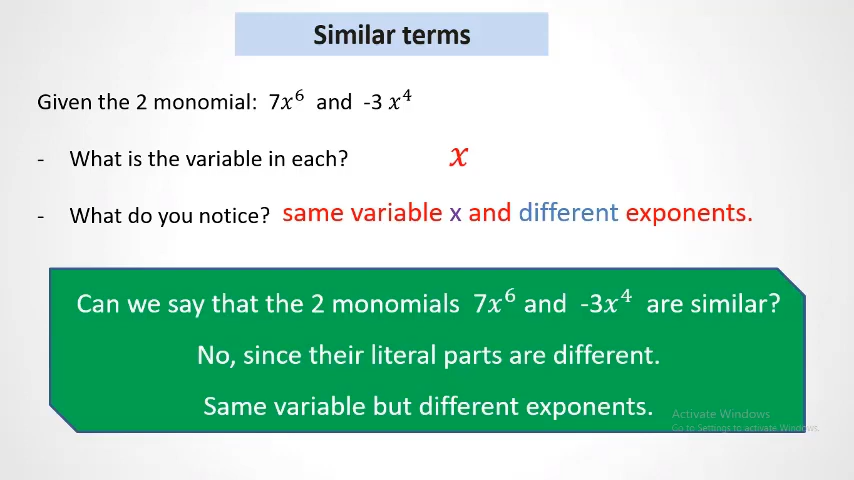 Similar terms
Given the 2 monomial: 7x⁶ and -3 x⁴
- What is the variable in each? x
- What do you notice? same variable x and different exponents.
Can we say that the 2 monomials 7x⁶ and -3x⁴ are similar?
No, since their literal parts are different.
Same variable but different exponents.
Activate Windows
Go to Settings to activate Windows.